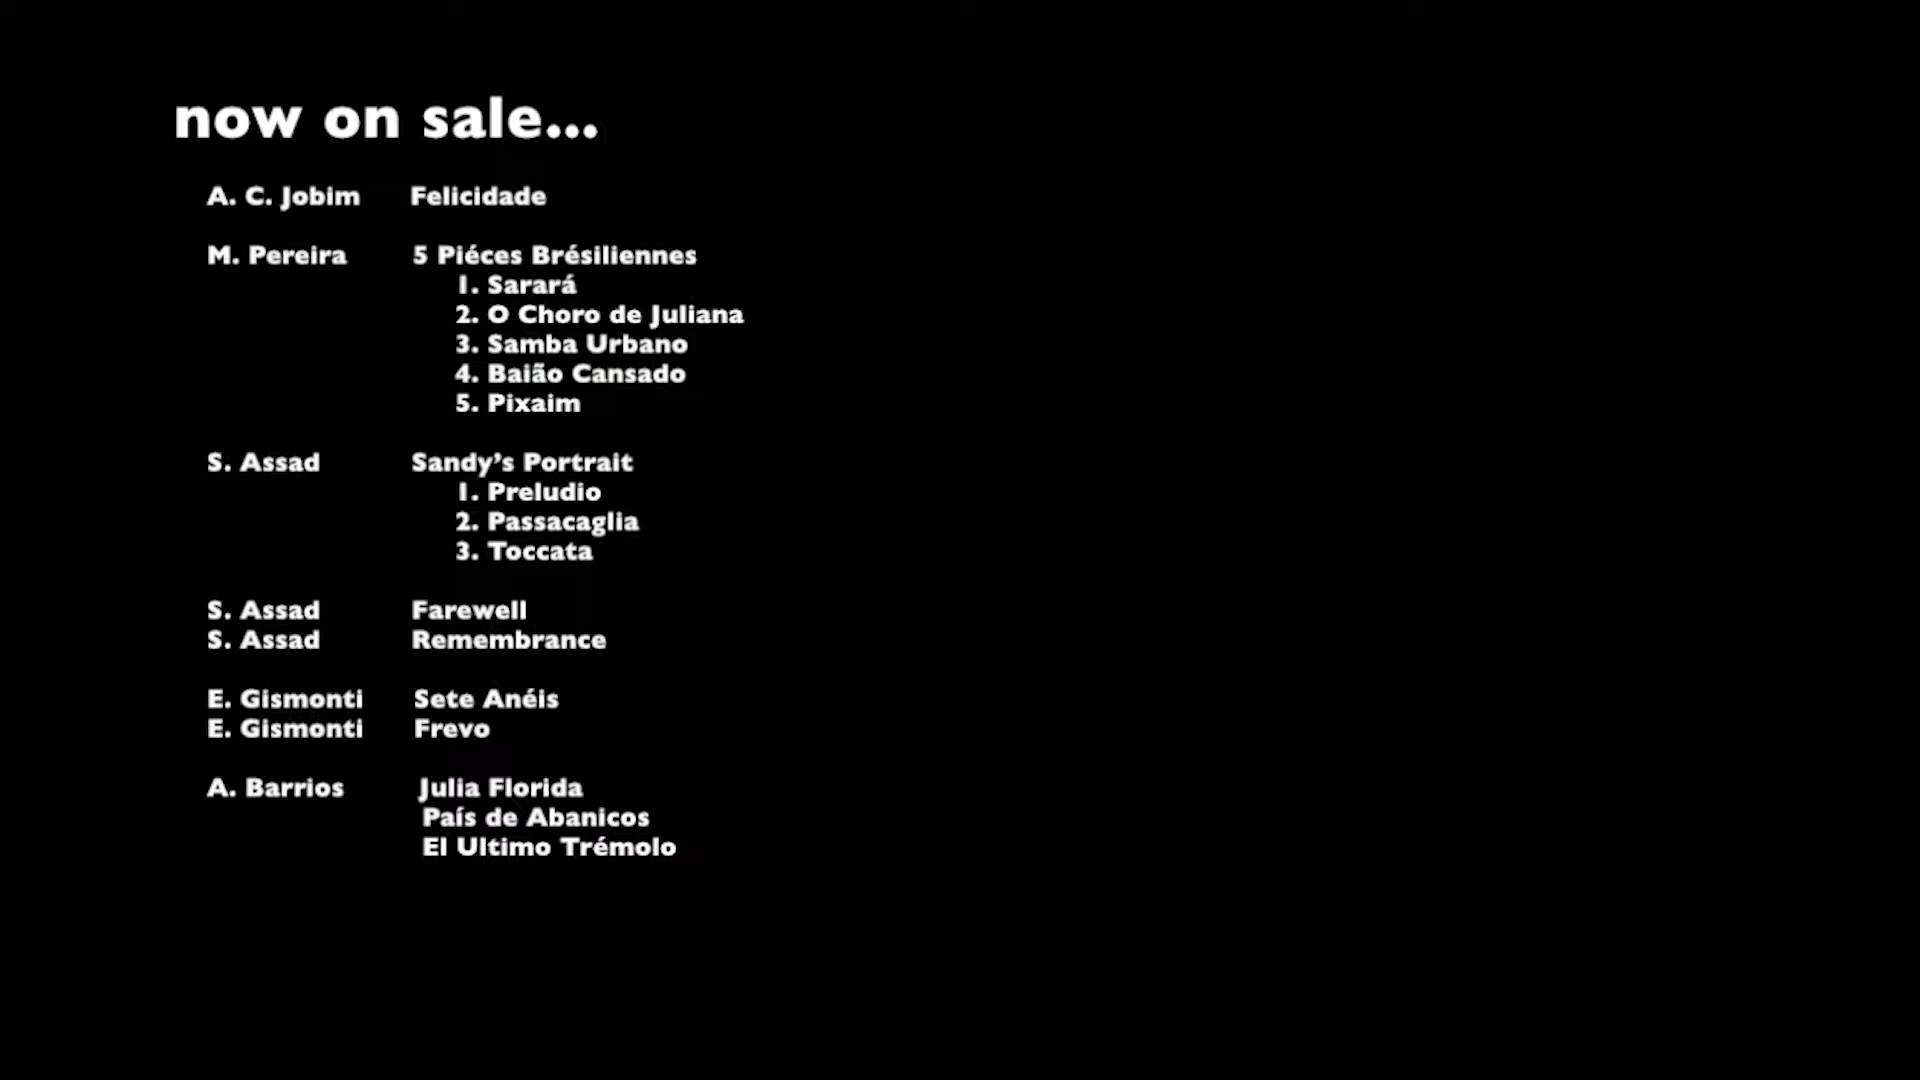 now on sale...
A. C. Jobim Felicidade
M. Pereira 5 Piéces Brésiliennes
1. Sarará
2. O Choro de Juliana
3. Samba Urbano
4. Baião Cansado
5. Pixaim
S. Assad Sandy’s Portrait
1. Preludio
2. Passacaglia
3. Toccata
S. Assad Farewell
S. Assad Remembrance
E. Gismonti Sete Anéis
E. Gismonti Frevo
A. Barrios Julia Florida
País de Abanicos
El Ultimo Trémolo